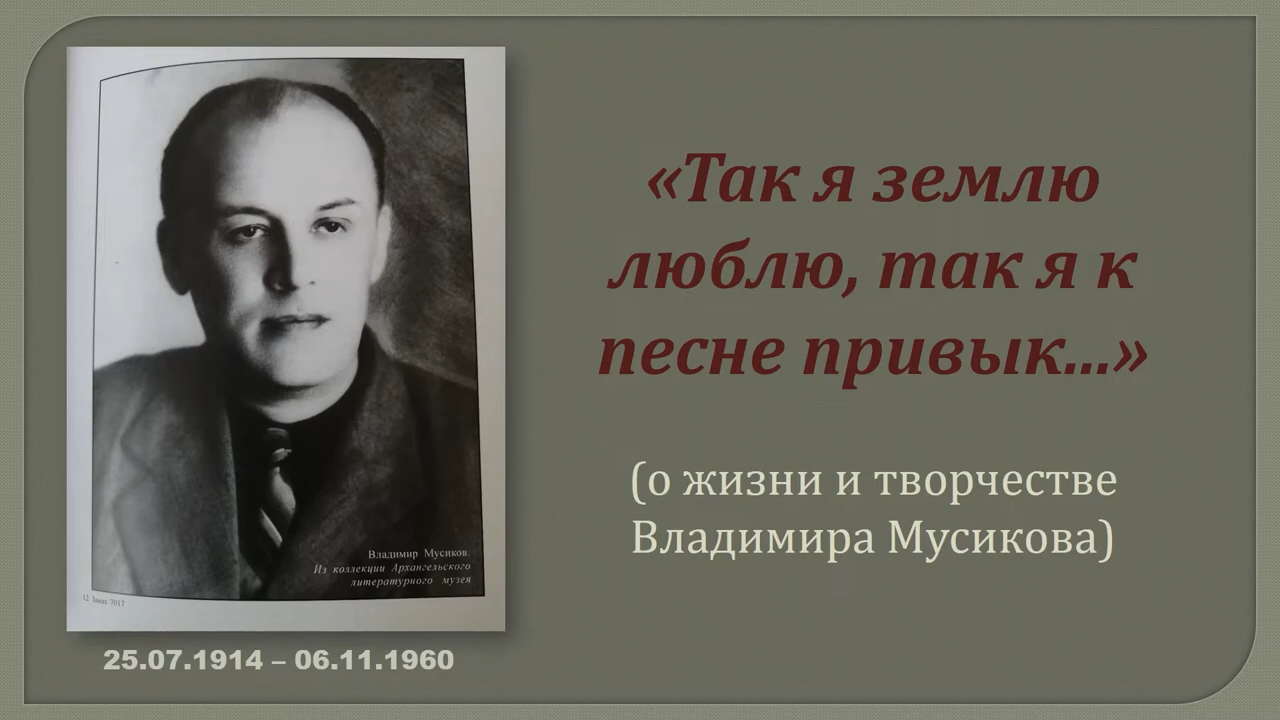 «Так я землю
люблю, так я к
песне привык...»
(о жизни и творчестве
Владимира Мусикова)
Владимир Мусиков.
Из коллекции Архангельского
литературного музея
12 Заказ 7017
25.07.1914 – 06.11.1960